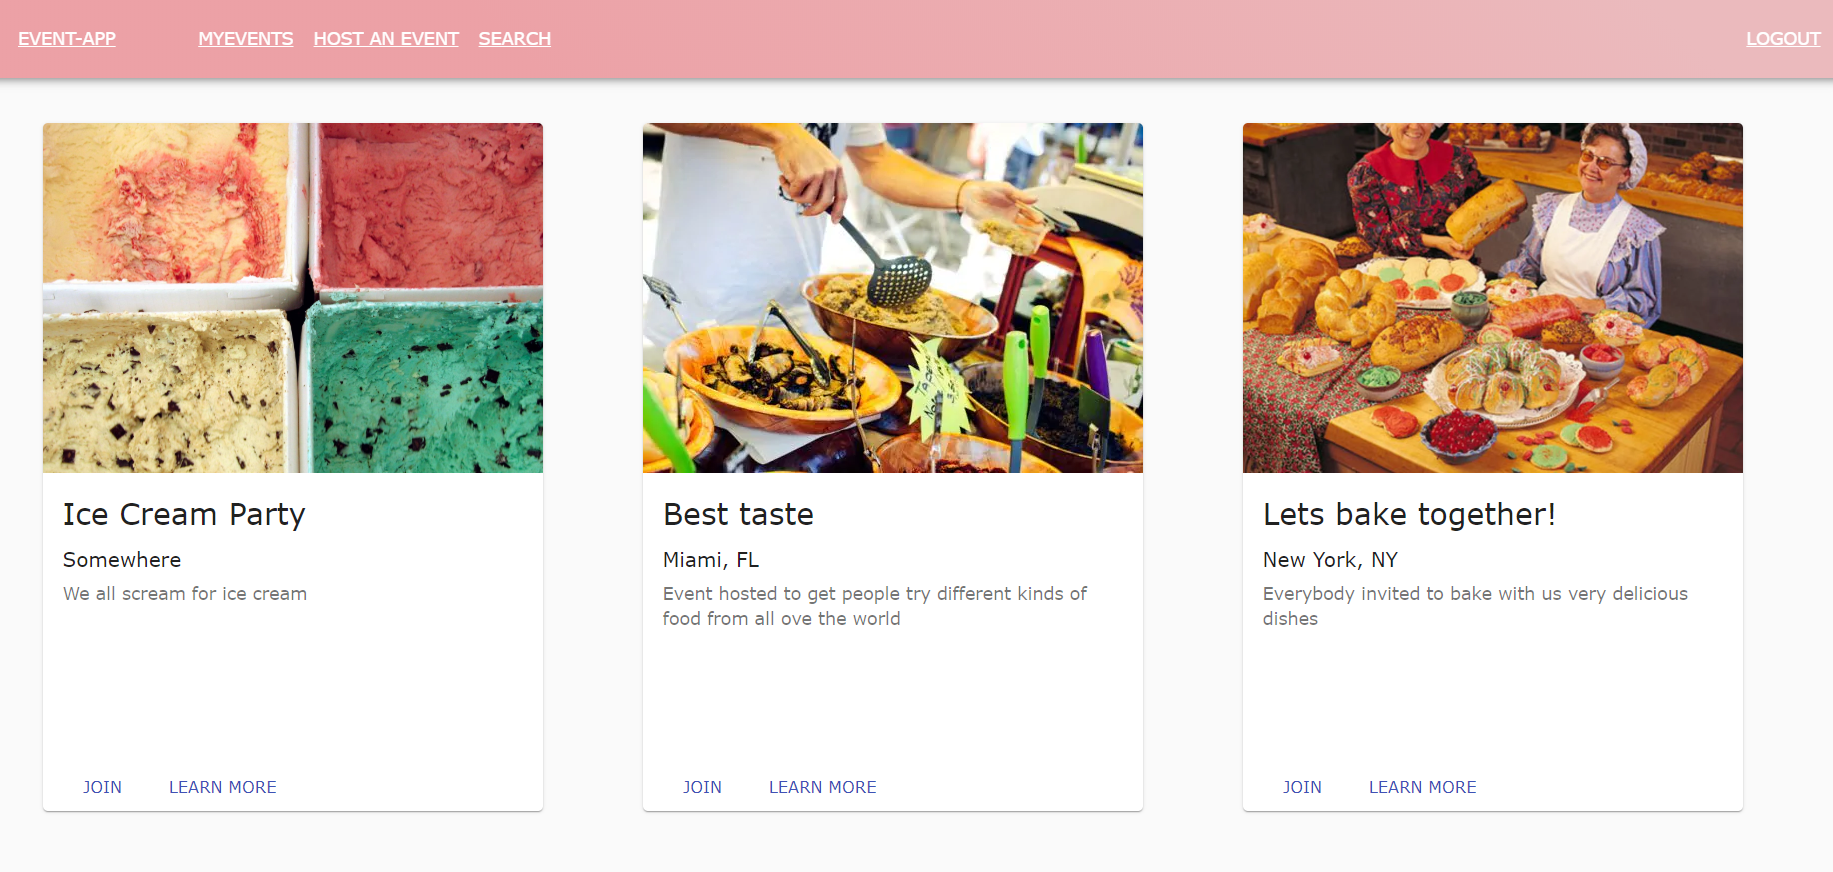 EVENT-APP MYEVENTS HOST AN EVENT SEARCH LOGOUT
Ice Cream Party
Somewhere
We all scream for ice cream
JOIN LEARN MORE
Best taste
Miami, FL
Event hosted to get people try different kinds of
food from all ove the world
JOIN LEARN MORE
Lets bake together!
New York, NY
Everybody invited to bake with us very delicious
dishes
JOIN LEARN MORE